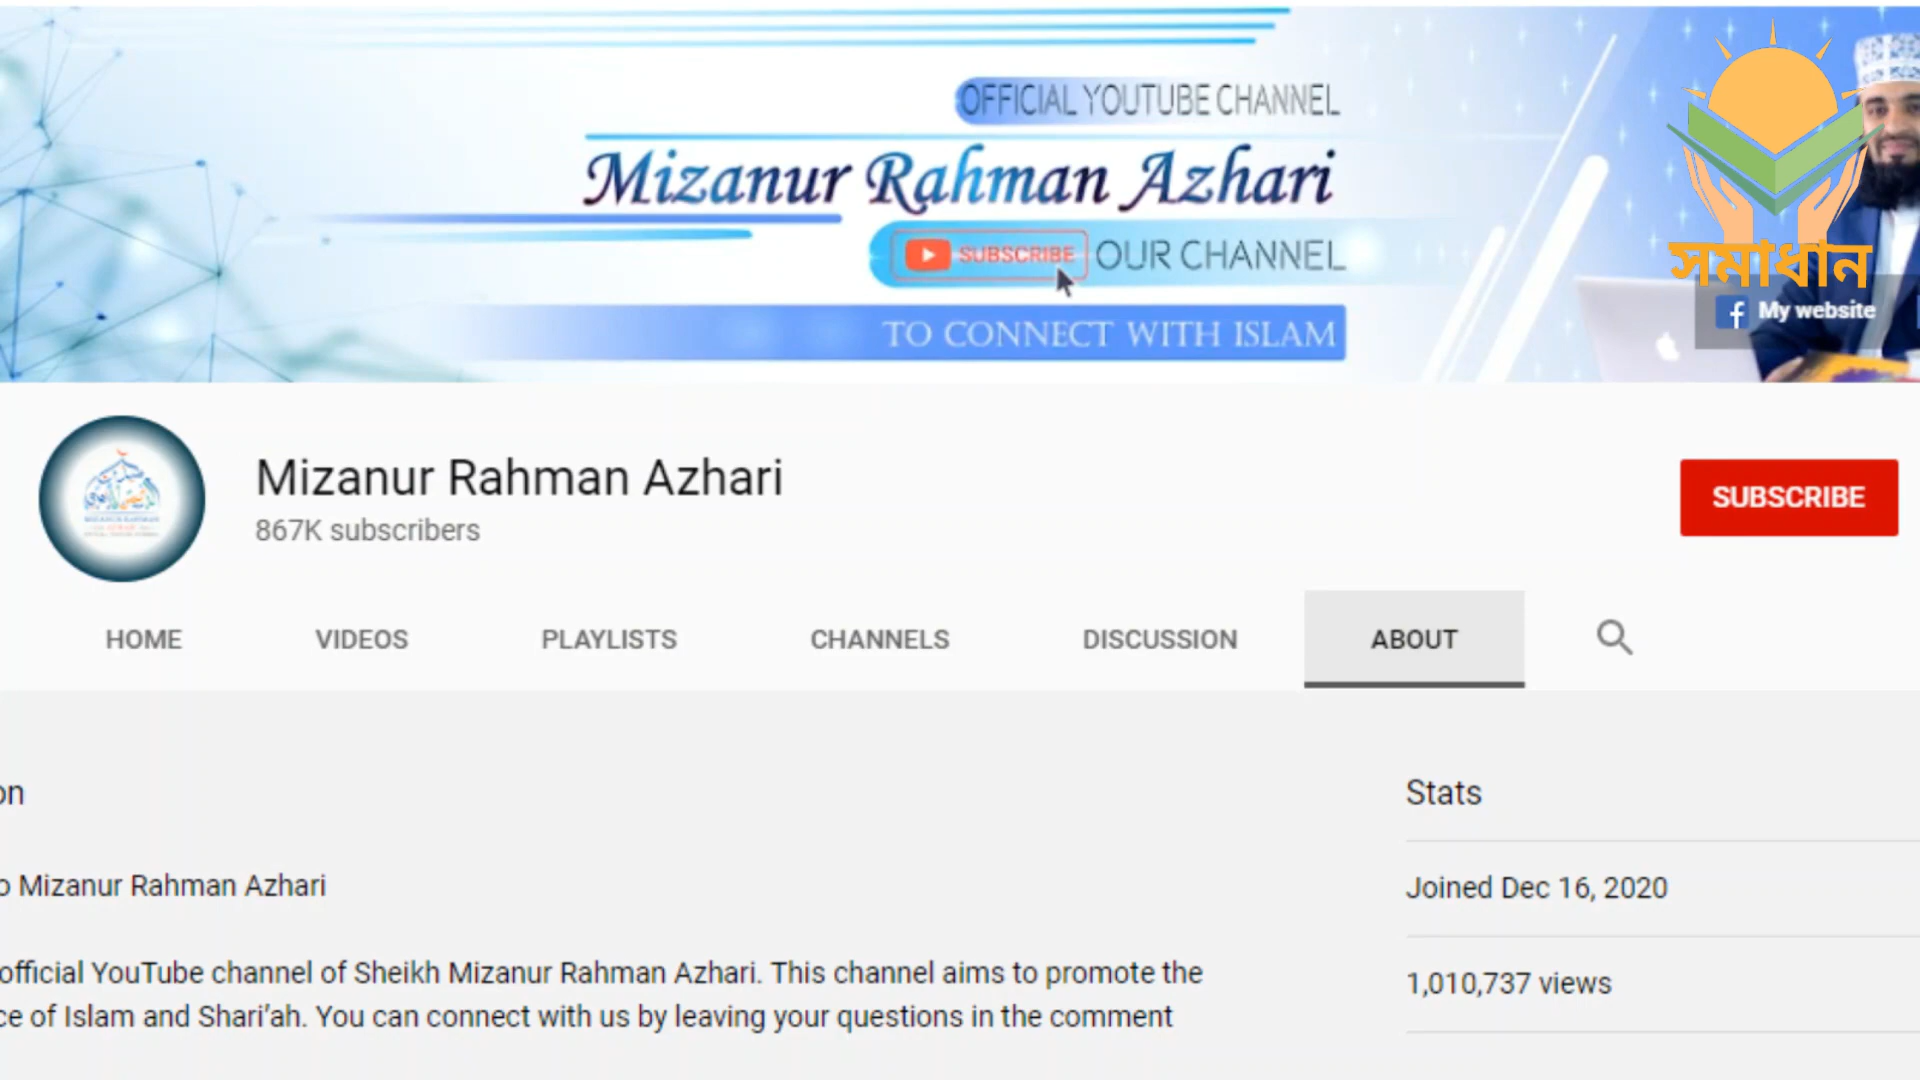 OFFICIAL YOUTUBE CHANNEL
Mizanur Rahman Azhari
SUBSCRIBE OUR CHANNEL
TO CONNECT WITH ISLAM
সমাধান
My website
Mizanur Rahman Azhari
867K subscribers
SUBSCRIBE
HOME VIDEOS PLAYLISTS CHANNELS DISCUSSION ABOUT
on
Stats
o Mizanur Rahman Azhari
Joined Dec 16, 2020
official YouTube channel of Sheikh Mizanur Rahman Azhari. This channel aims to promote the
1,010,737 views
ce of Islam and Shari'ah. You can connect with us by leaving your questions in the comment